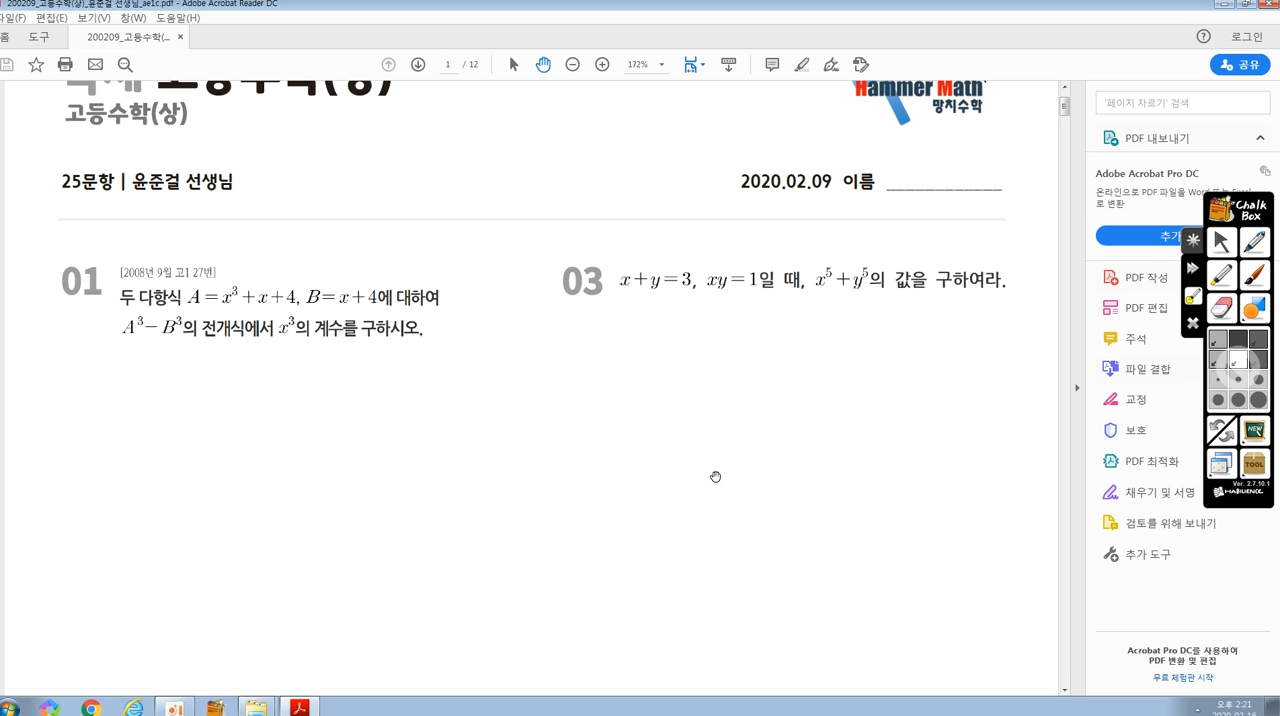 200209_고등수학(상)_윤준걸 선생님_ae1c.pdf - Adobe Acrobat Reader DC
파일(F) 편집(E) 보기(V) 창(W) 도움말(H)
홈 도구 200209_고등수학(... × 로그인
1 / 12 172% 공유
고등수학(상)
고등수학(상)
Hammer Math
망치수학
25문항 | 윤준걸 선생님
2020.02.09 이름 ____________
01 [2008년 9월 고1 27번]
두 다항식 A = x³ + x + 4, B = x + 4에 대하여
A³ − B³의 전개식에서 x³의 계수를 구하시오.
03 x + y = 3, xy = 1일 때, x⁵ + y⁵의 값을 구하여라.
'페이지 자르기' 검색
PDF 내보내기
Adobe Acrobat Pro DC
온라인으로 PDF 파일을 Word 또는 Excel
로 변환
추가
PDF 작성
PDF 편집
주석
파일 결합
교정
보호
PDF 최적화
채우기 및 서명
검토를 위해 보내기
추가 도구
Acrobat Pro DC를 사용하여
PDF 변환 및 편집
무료 체험판 시작
Chalk
Box
NEW
TOOL
Ver. 2.7.10.1
HABILIENCE
오후 2:21
2020-02-16